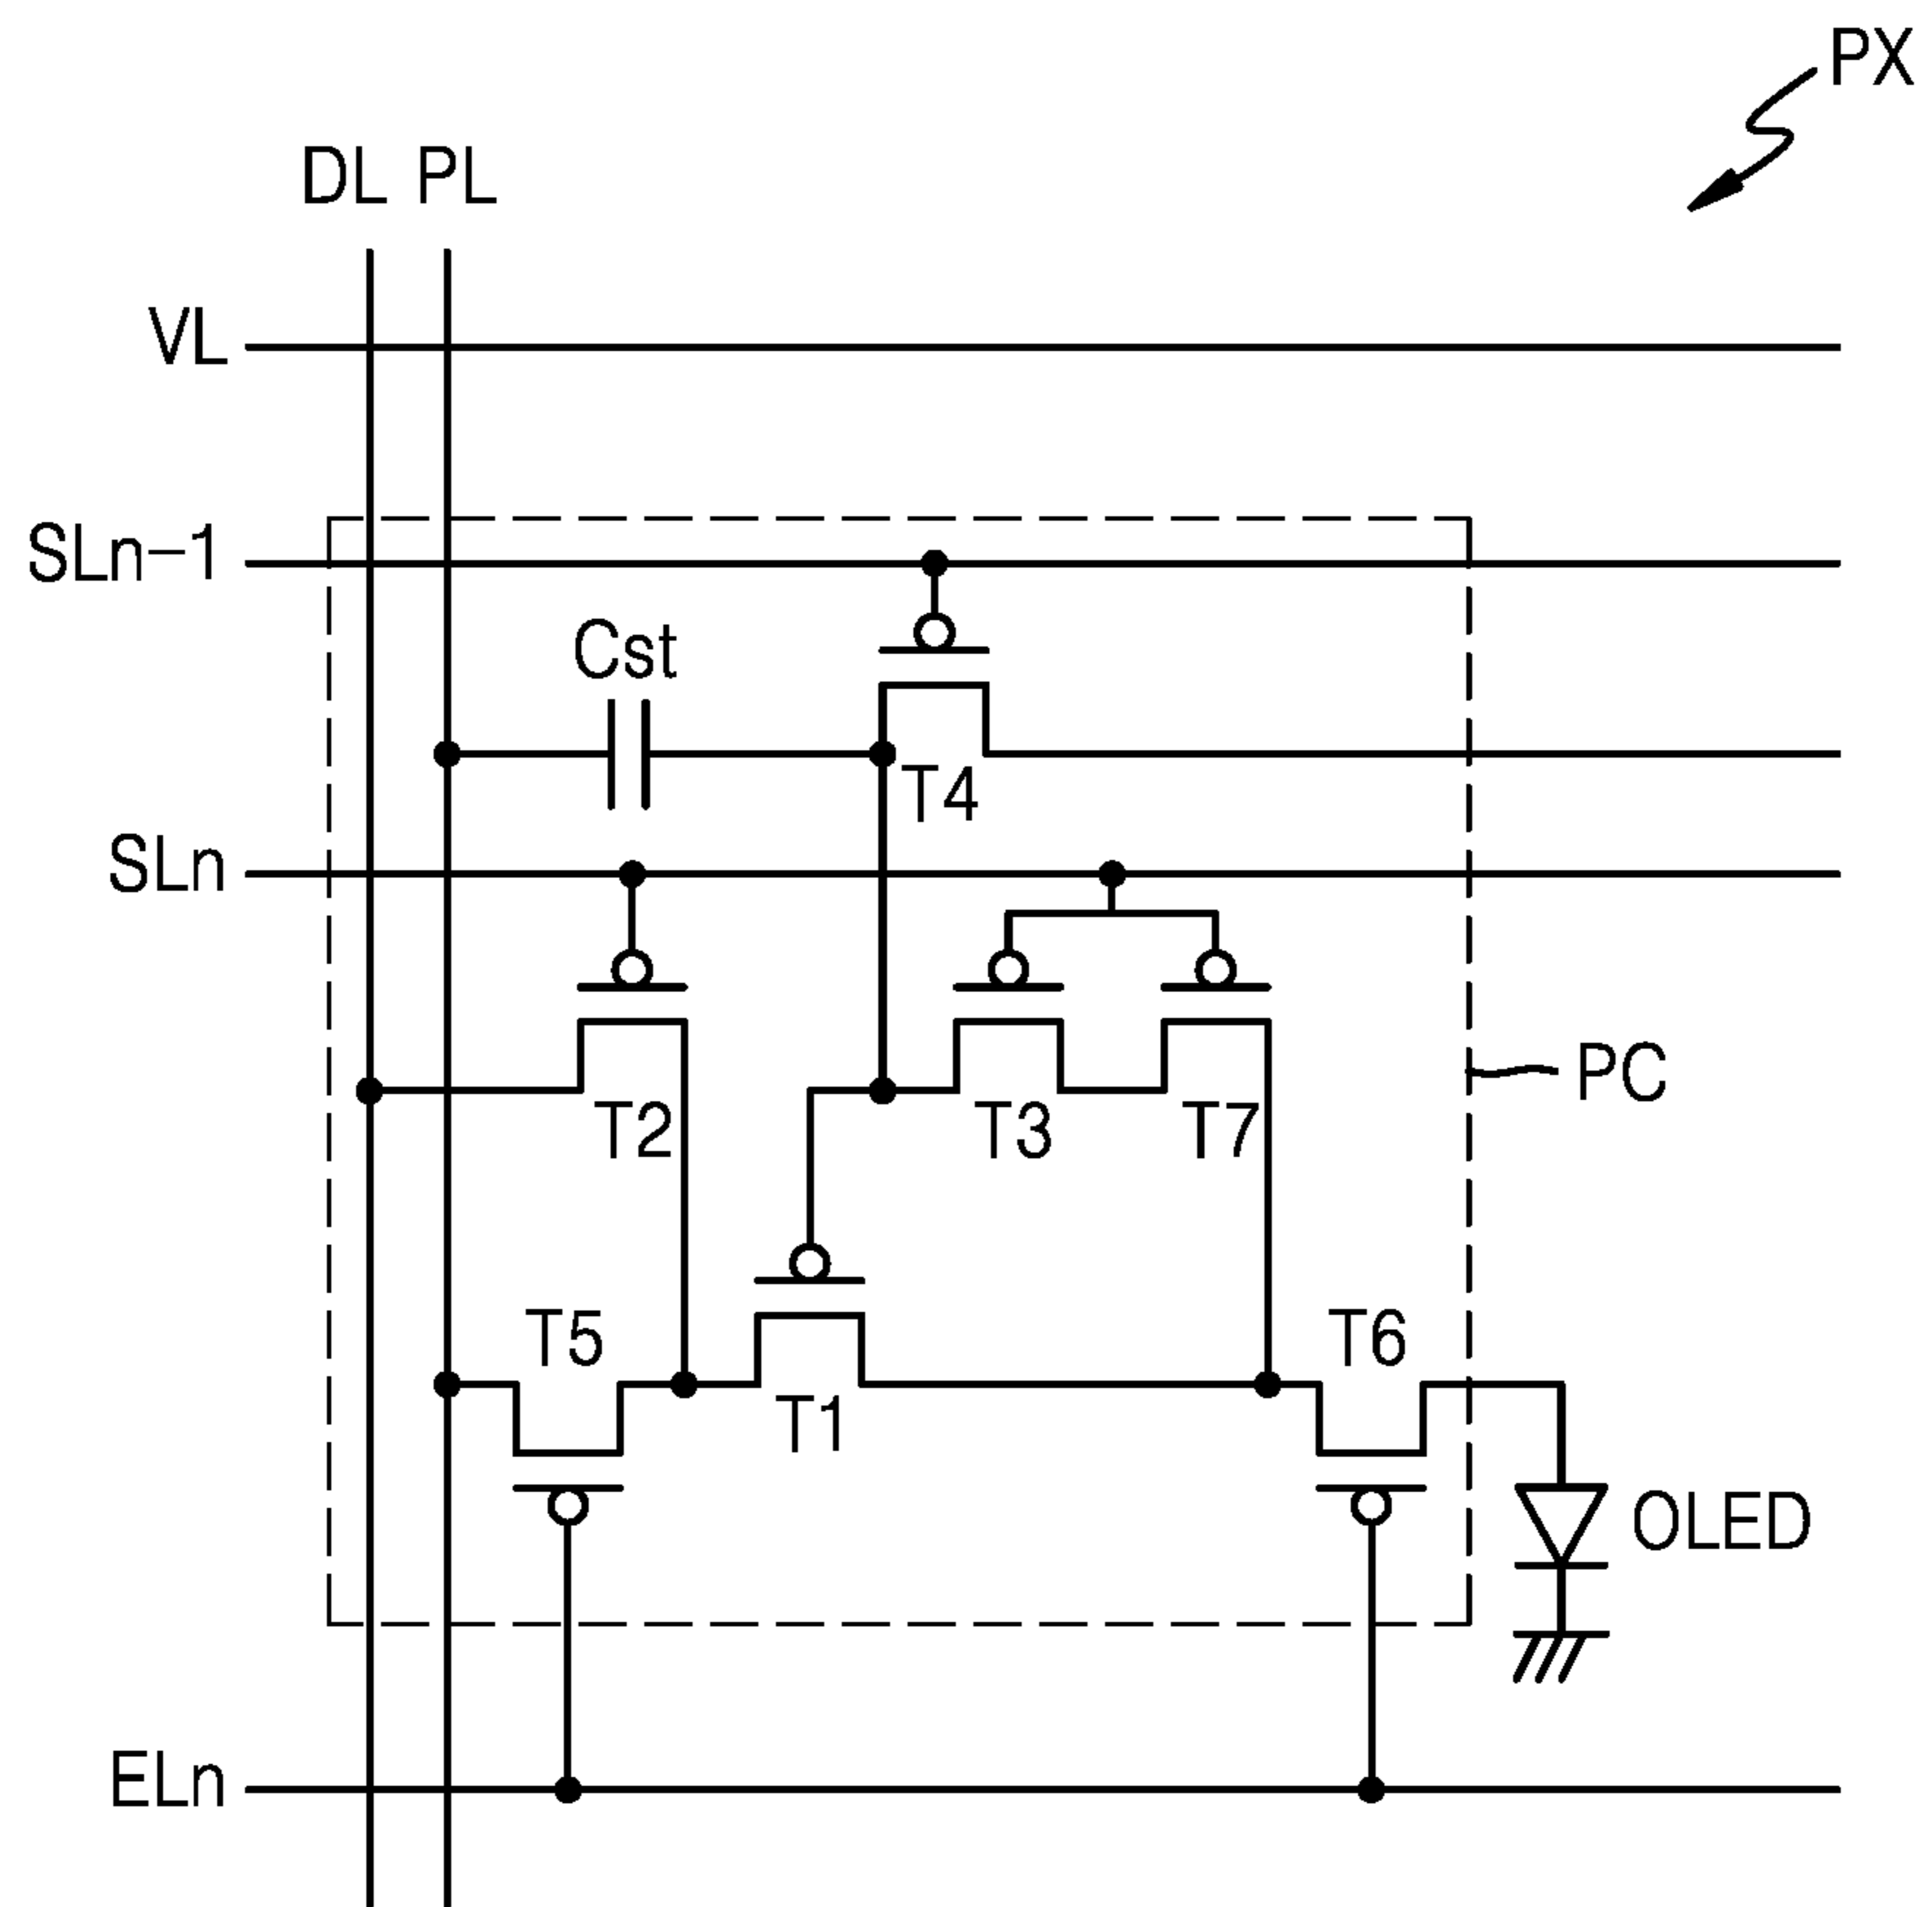 PX
DL PL
VL
SLn-1
Cst
T4
SLn
T2 T3 T7
PC
T5 T6
T1
OLED
ELn